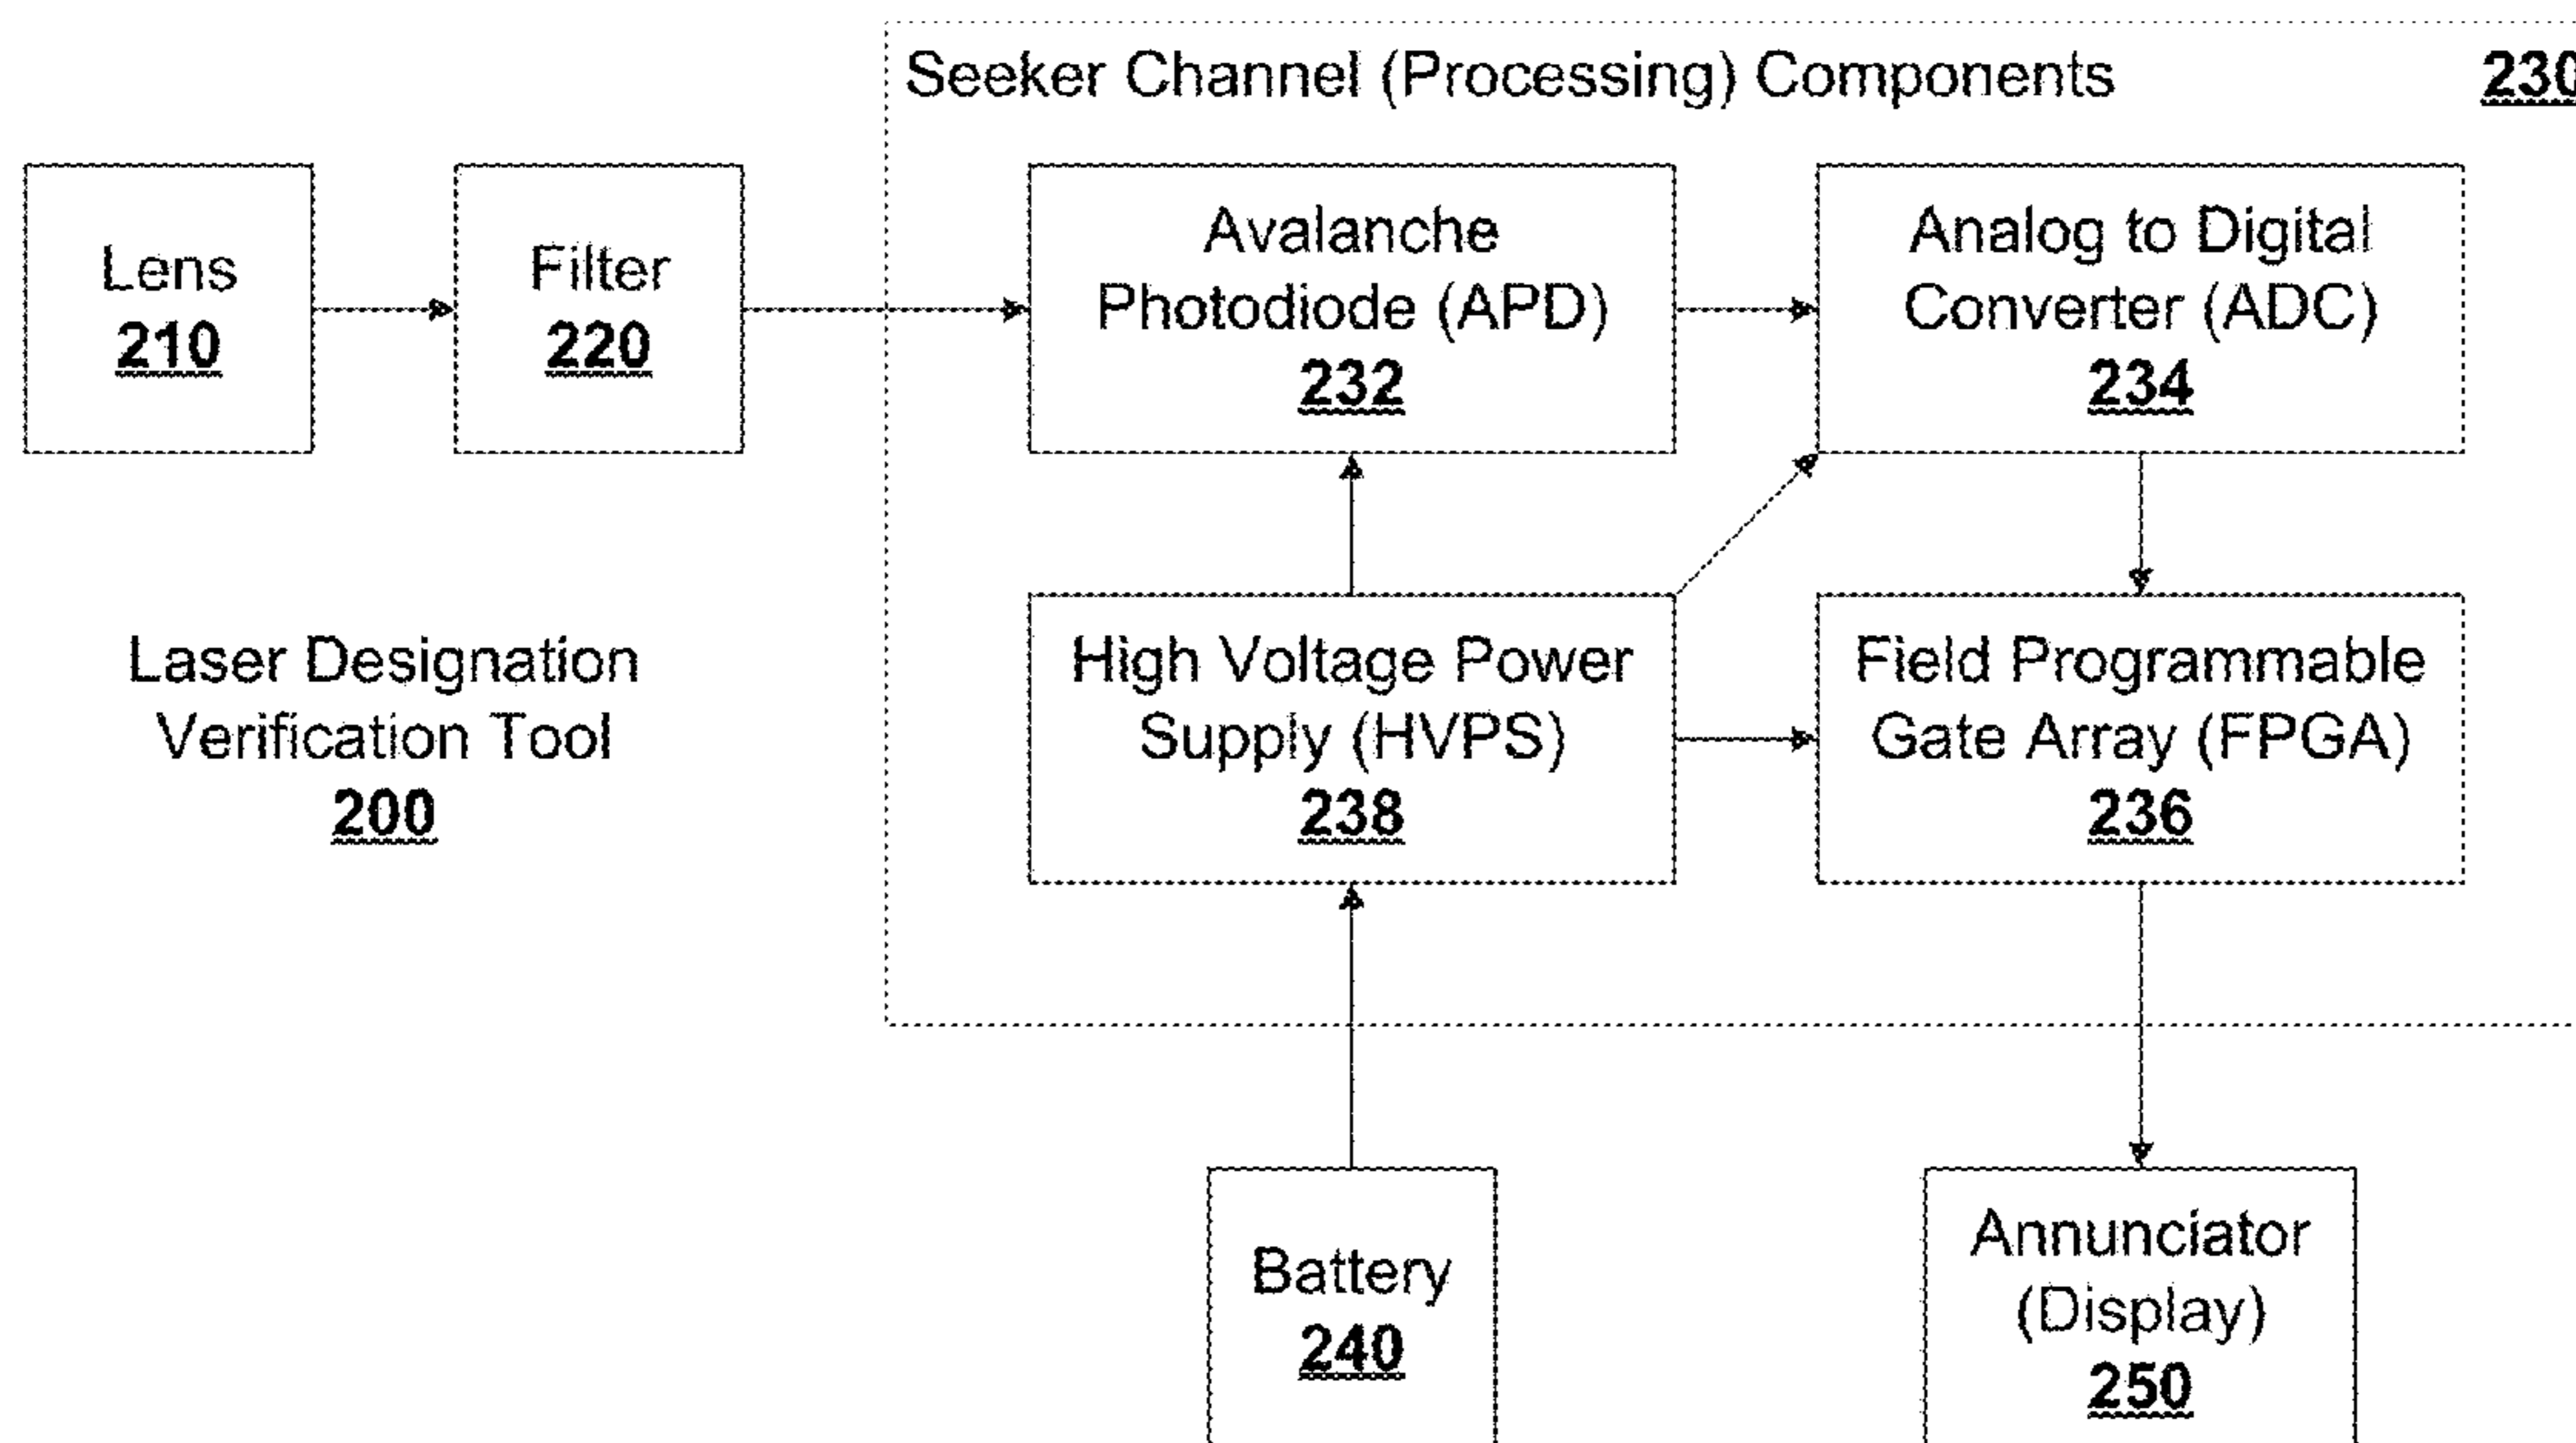 Seeker Channel (Processing) Components
230
Lens
210
Filter
220
Avalanche
Photodiode (APD)
232
Analog to Digital
Converter (ADC)
234
Laser Designation
Verification Tool
200
High Voltage Power
Supply (HVPS)
238
Field Programmable
Gate Array (FPGA)
236
Battery
240
Annunciator
(Display)
250